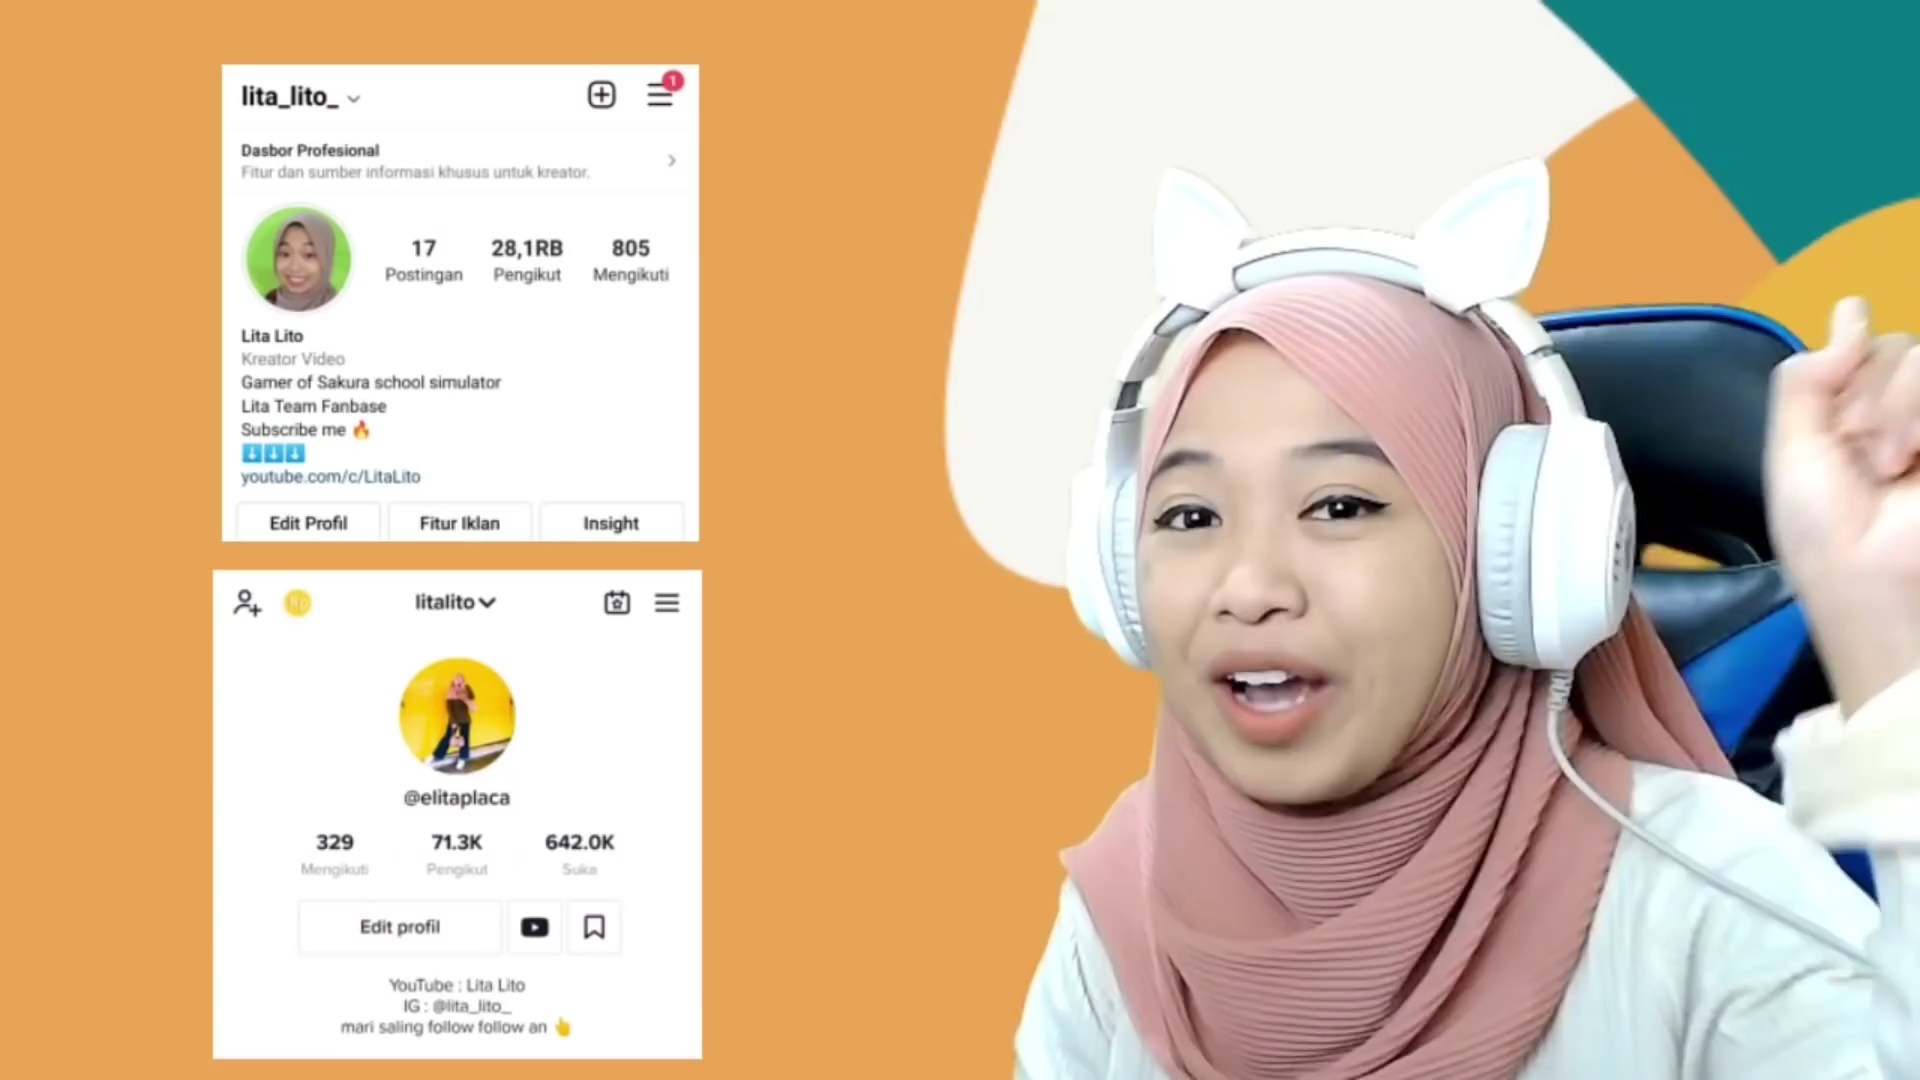 lita_lito_
1
Dasbor Profesional
Fitur dan sumber informasi khusus untuk kreator.
17 28,1RB 805
Postingan Pengikut Mengikuti
Lita Lito
Kreator Video
Gamer of Sakura school simulator
Lita Team Fanbase
Subscribe me 🔥
⬇️⬇️⬇️
youtube.com/c/LitaLito
Edit Profil Fitur Iklan Insight
litalito
@elitaplaca
329 71.3K 642.0K
Mengikuti Pengikut Suka
Edit profil
YouTube : Lita Lito
IG : @lita_lito_
mari saling follow follow an 👆